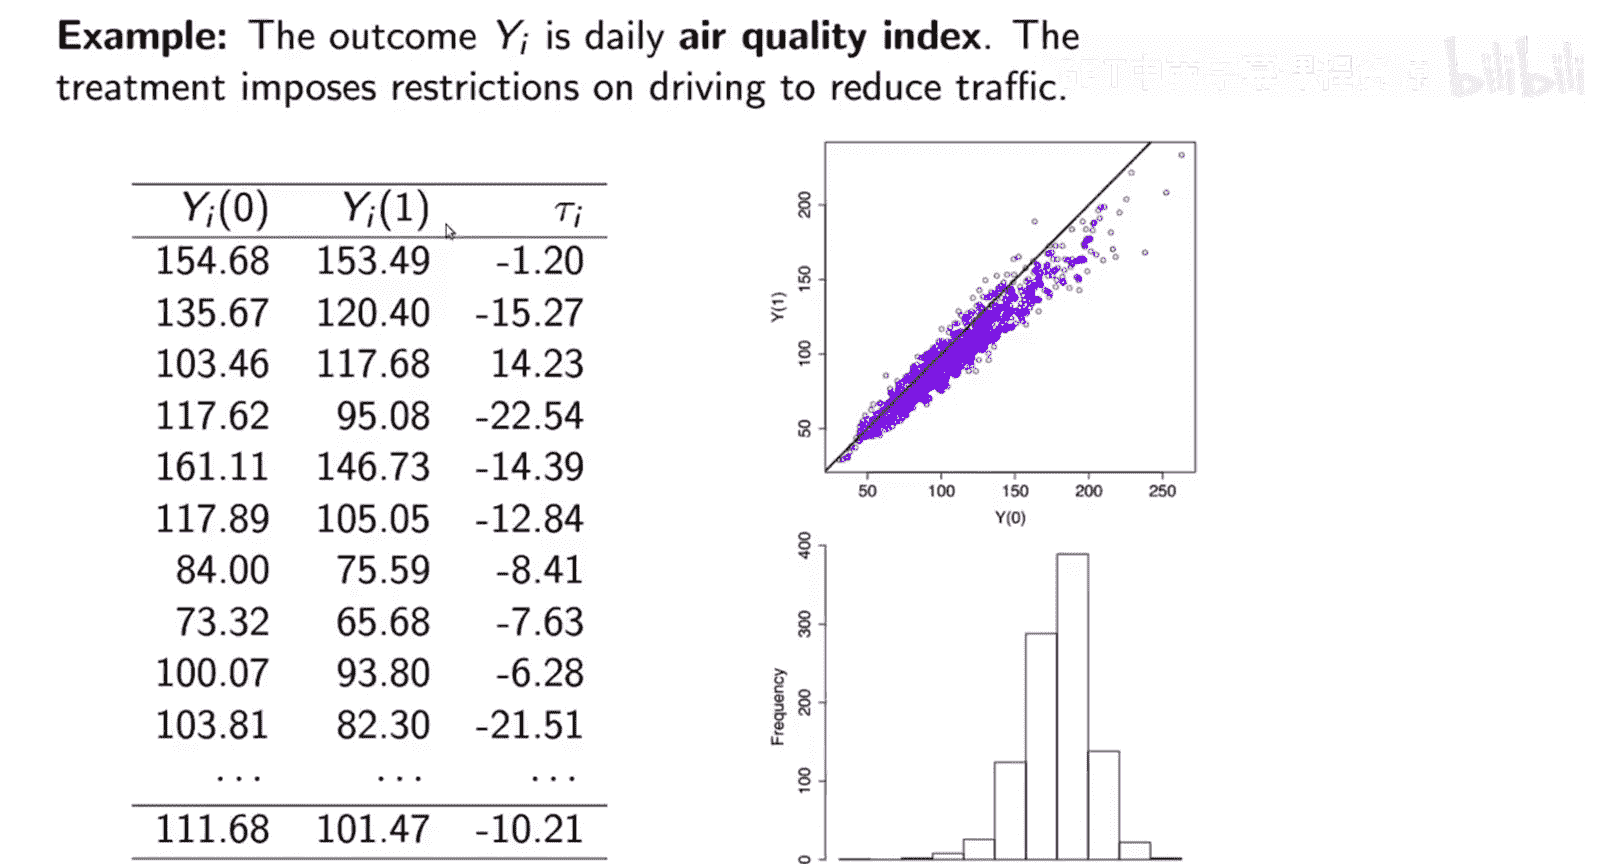 Example: The outcome Yᵢ is daily air quality index. The
treatment imposes restrictions on driving to reduce traffic.
bilibili
Yᵢ(0) Yᵢ(1) τᵢ
154.68 153.49 -1.20
135.67 120.40 -15.27
103.46 117.68 14.23
117.62 95.08 -22.54
161.11 146.73 -14.39
117.89 105.05 -12.84
84.00 75.59 -8.41
73.32 65.68 -7.63
100.07 93.80 -6.28
103.81 82.30 -21.51
... ... ...
111.68 101.47 -10.21
Y(1)
200
150
100
50
50 100 150 200 250
Y(0)
Frequency
400
300
200
100
0